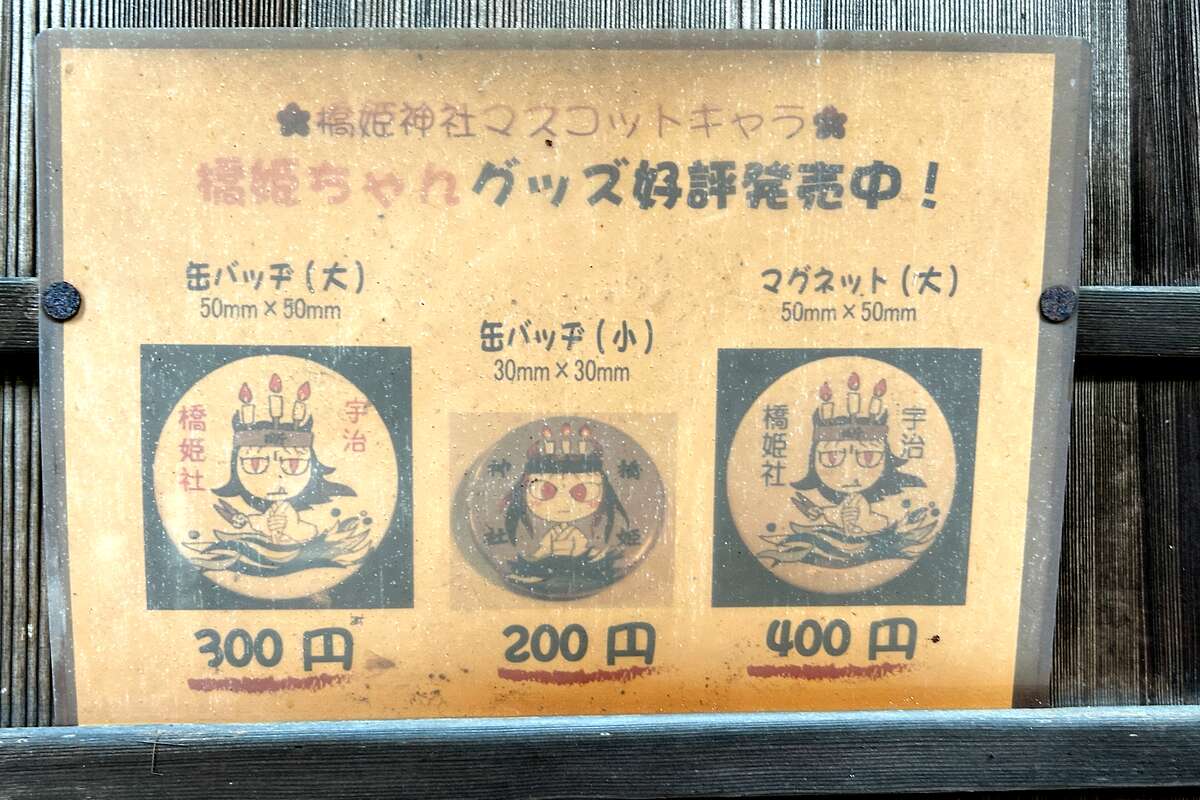 ✿橋姫神社マスコットキャラ✿
橋姫ちゃんグッズ好評発売中！
缶バッヂ(大)
50mm×50mm
宇治
橋姫社
300円
缶バッヂ(小)
30mm×30mm
橋姫
神社
200円
マグネット(大)
50mm×50mm
宇治
橋姫社
400円